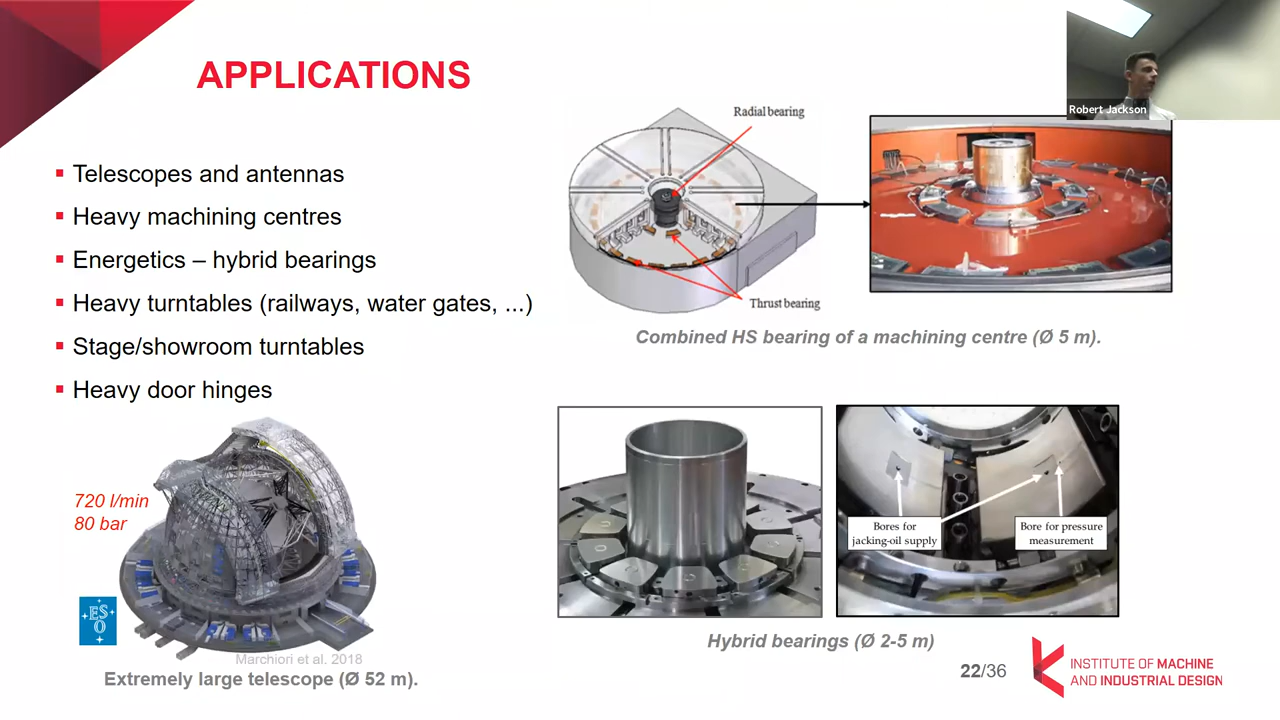 APPLICATIONS
Robert Jackson
▪ Telescopes and antennas
▪ Heavy machining centres
▪ Energetics – hybrid bearings
▪ Heavy turntables (railways, water gates, ...)
▪ Stage/showroom turntables
▪ Heavy door hinges
Radial bearing
Thrust bearing
Combined HS bearing of a machining centre (Ø 5 m).
720 l/min
80 bar
ES
O
Marchiori et al. 2018
Extremely large telescope (Ø 52 m).
Bores for
jacking-oil supply
Bore for pressure
measurement
Hybrid bearings (Ø 2-5 m)
22/36
INSTITUTE OF MACHINE
AND INDUSTRIAL DESIGN